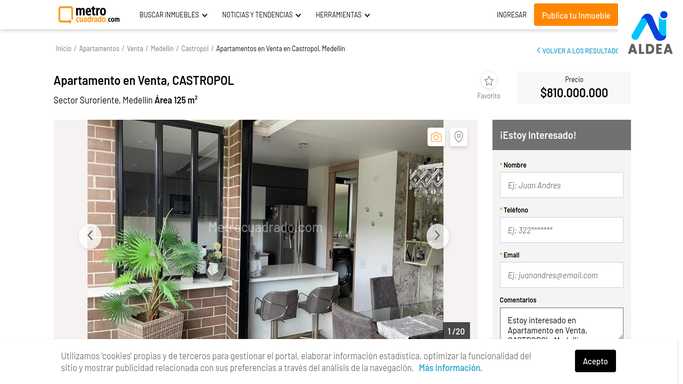 metro
cuadrado.com
BUSCAR INMUEBLES
NOTICIAS Y TENDENCIAS
HERRAMIENTAS
INGRESAR
Publica tu Inmueble
ALDEA
Inicio / Apartamentos / Venta / Medellin / Castropol / Apartamentos en Venta en Castropol, Medellin
VOLVER A LOS RESULTAD
Apartamento en Venta, CASTROPOL
Sector Suroriente, Medellin Área 125 m²
Favorito
Precio
$810.000.000
Metrocuadrado.com
1 / 20
¡Estoy Interesado!
* Nombre
Ej: Juan Andres
* Teléfono
Ej: 322*******
* Email
Ej: juanandres@email.com
Comentarios
Estoy interesado en
Apartamento en Venta,
CASTROPOL, Medellin
Utilizamos 'cookies' propias y de terceros para gestionar el portal, elaborar información estadística, optimizar la funcionalidad del
sitio y mostrar publicidad relacionada con sus preferencias a través del análisis de la navegación. Más Información.
Acepto